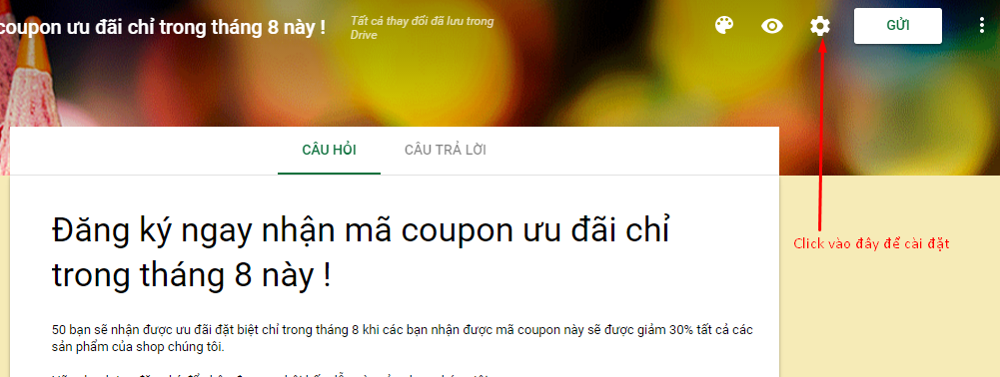 coupon ưu đãi chỉ trong tháng 8 này !
Tất cả thay đổi đã lưu trong
Drive
GỬI
CÂU HỎI
CÂU TRẢ LỜI
Đăng ký ngay nhận mã coupon ưu đãi chỉ
trong tháng 8 này !
Click vào đây để cài đặt
50 bạn sẽ nhận được ưu đãi đặt biệt chỉ trong tháng 8 khi các bạn nhận được mã coupon này sẽ được giảm 30% tất cả các
sản phẩm của shop chúng tôi.